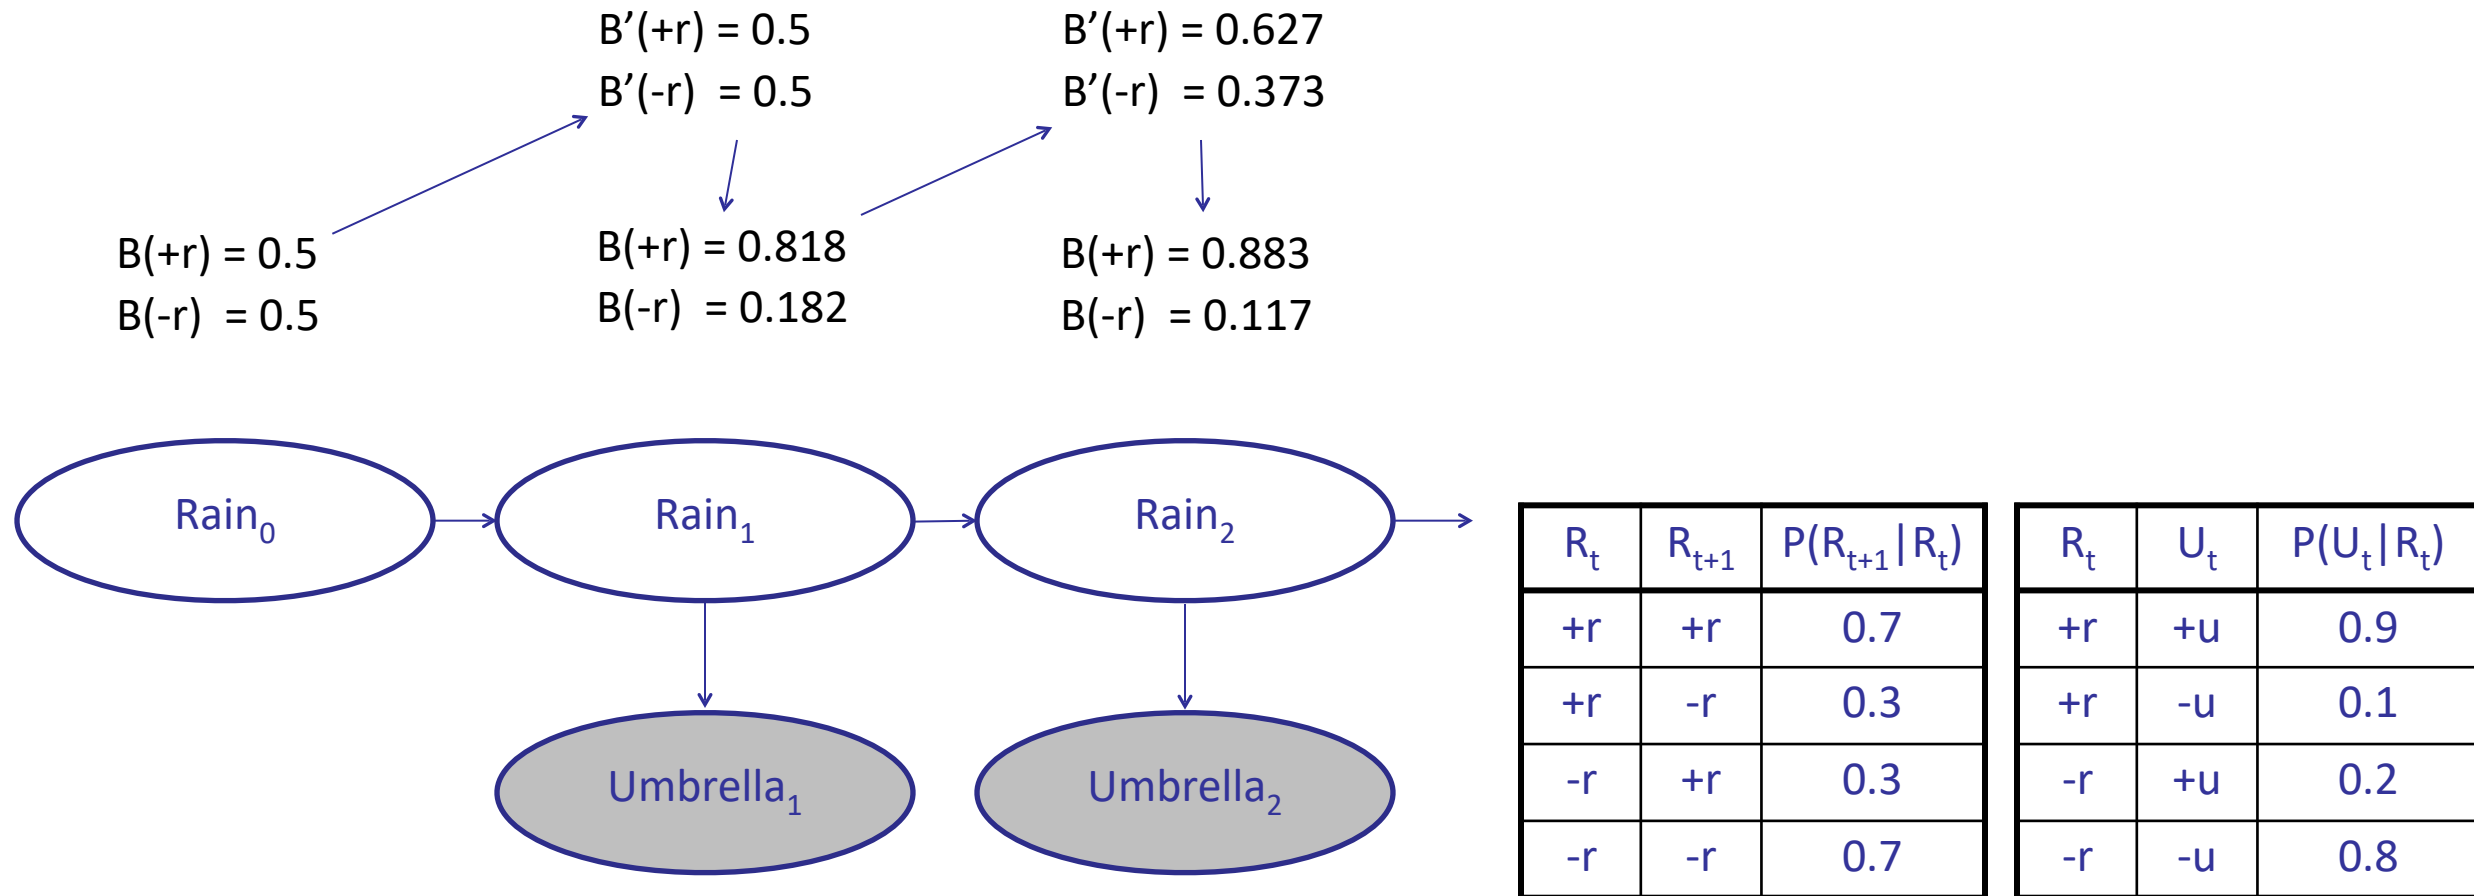 B’(+r) = 0.5
B’(-r) = 0.5
B’(+r) = 0.627
B’(-r) = 0.373
B(+r) = 0.5
B(-r) = 0.5
B(+r) = 0.818
B(-r) = 0.182
B(+r) = 0.883
B(-r) = 0.117
Rain0
Rain1
Rain2
Umbrella1
Umbrella2
Rt Rt+1 P(Rt+1|Rt)
+r +r 0.7
+r -r 0.3
-r +r 0.3
-r -r 0.7
Rt Ut P(Ut|Rt)
+r +u 0.9
+r -u 0.1
-r +u 0.2
-r -u 0.8